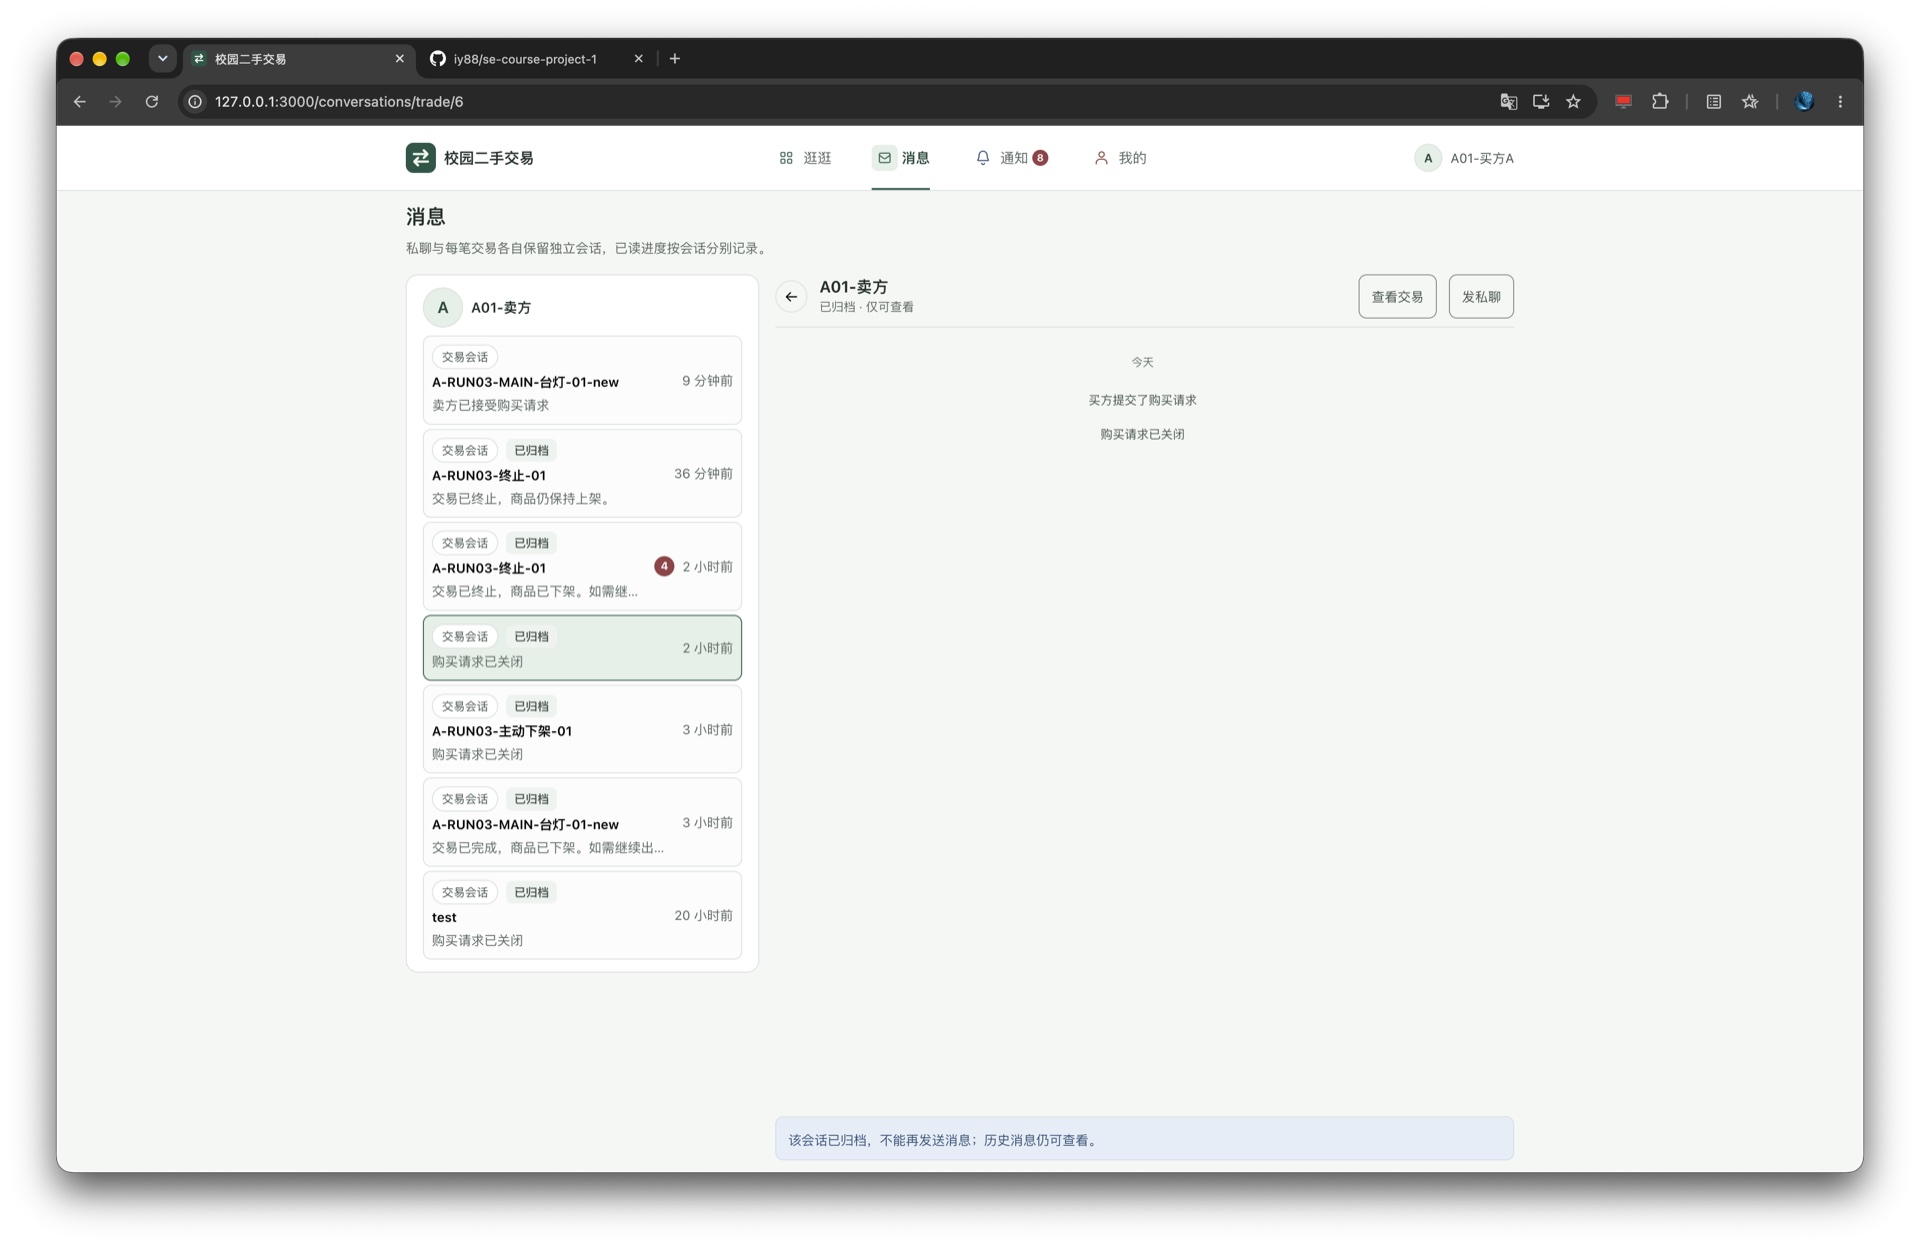 校园二手交易
iy88/se-course-project-1
127.0.0.1:3000/conversations/trade/6
校园二手交易
逛逛
消息
通知 8
我的
A A01-买方A
消息
私聊与每笔交易各自保留独立会话，已读进度按会话分别记录。
A A01-卖方
交易会话
A-RUN03-MAIN-台灯-01-new 9 分钟前
卖方已接受购买请求
交易会话 已归档
A-RUN03-终止-01 36 分钟前
交易已终止，商品仍保持上架。
交易会话 已归档
A-RUN03-终止-01 4 2 小时前
交易已终止，商品已下架。如需继...
交易会话 已归档
2 小时前
购买请求已关闭
交易会话 已归档
A-RUN03-主动下架-01 3 小时前
购买请求已关闭
交易会话 已归档
A-RUN03-MAIN-台灯-01-new 3 小时前
交易已完成，商品已下架。如需继续出...
交易会话 已归档
test 20 小时前
购买请求已关闭
A01-卖方
已归档 · 仅可查看
查看交易
发私聊
今天
买方提交了购买请求
购买请求已关闭
该会话已归档，不能再发送消息；历史消息仍可查看。